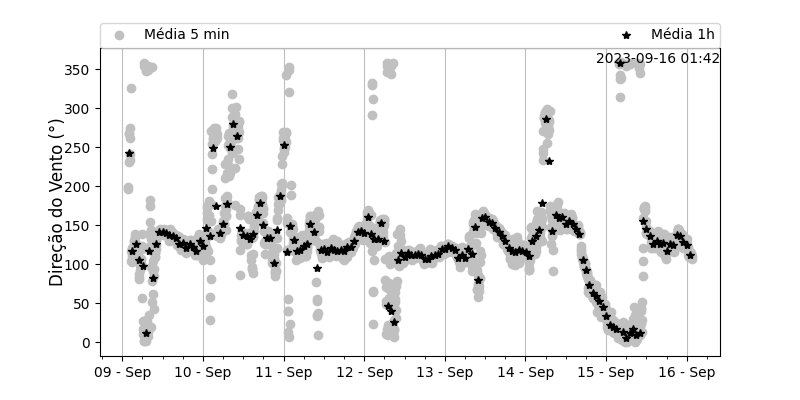 Média 5 min
Média 1h
2023-09-16 01:42
Direção do Vento (°)
350
300
250
200
150
100
50
0
09 - Sep
10 - Sep
11 - Sep
12 - Sep
13 - Sep
14 - Sep
15 - Sep
16 - Sep